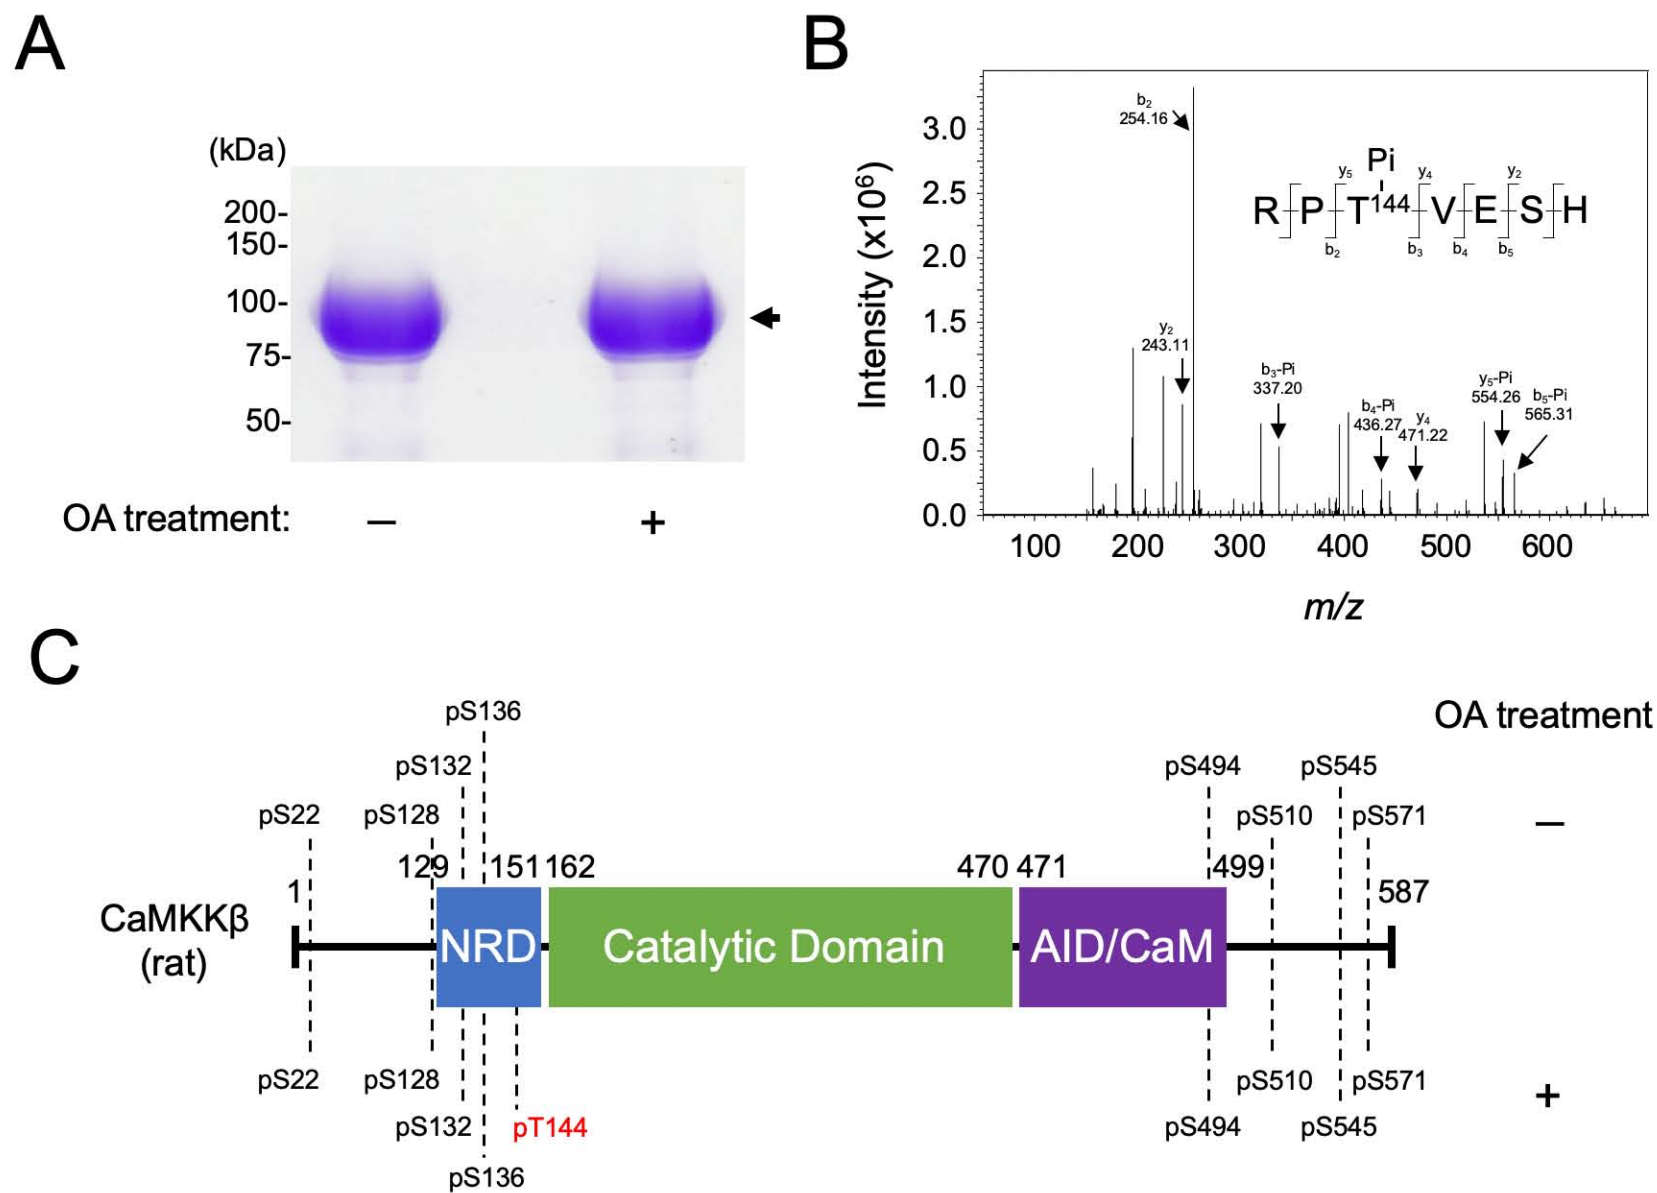 A
(kDa)
200-
150-
100-
75-
50-
OA treatment:
–
+
B
Intensity (x10⁶)
3.0
2.5
2.0
1.5
1.0
0.5
0.0
100
200
300
400
500
600
m/z
b₂
254.16
y₂
243.11
b₃-Pi
337.20
b₄-Pi
436.27
y₄
471.22
y₅-Pi
554.26
b₅-Pi
565.31
Pi
y₅ y₄ y₂
R P T¹⁴⁴ V E S H
b₂ b₃ b₄ b₅
C
OA treatment
pS136
pS132 pS494 pS545
pS22 pS128 pS510 pS571 –
1 129 151 162 470 471 499 587
CaMKKβ
(rat)
NRD Catalytic Domain AID/CaM
pS22 pS128 pS510 pS571 +
pS132 pT144 pS494 pS545
pS136